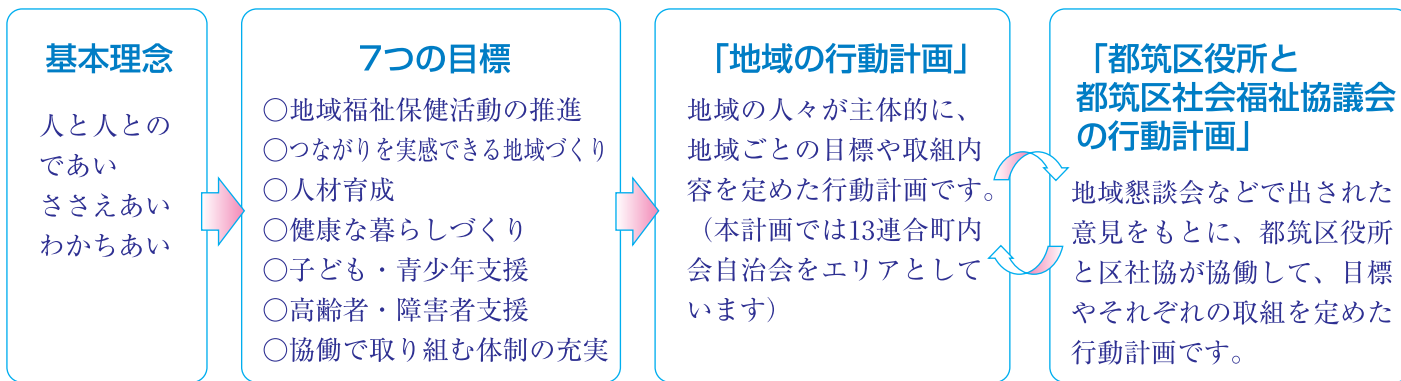 基本理念
人と人との
であい
ささえあい
わかちあい
7つの目標
○地域福祉保健活動の推進
○つながりを実感できる地域づくり
○人材育成
○健康な暮らしづくり
○子ども・青少年支援
○高齢者・障害者支援
○協働で取り組む体制の充実
「地域の行動計画」
地域の人々が主体的に、
地域ごとの目標や取組内
容を定めた行動計画です。
（本計画では13連合町内
会自治会をエリアとして
います）
「都筑区役所と
都筑区社会福祉協議会
の行動計画」
地域懇談会などで出された
意見をもとに、都筑区役所
と区社協が協働して、目標
やそれぞれの取組を定めた
行動計画です。